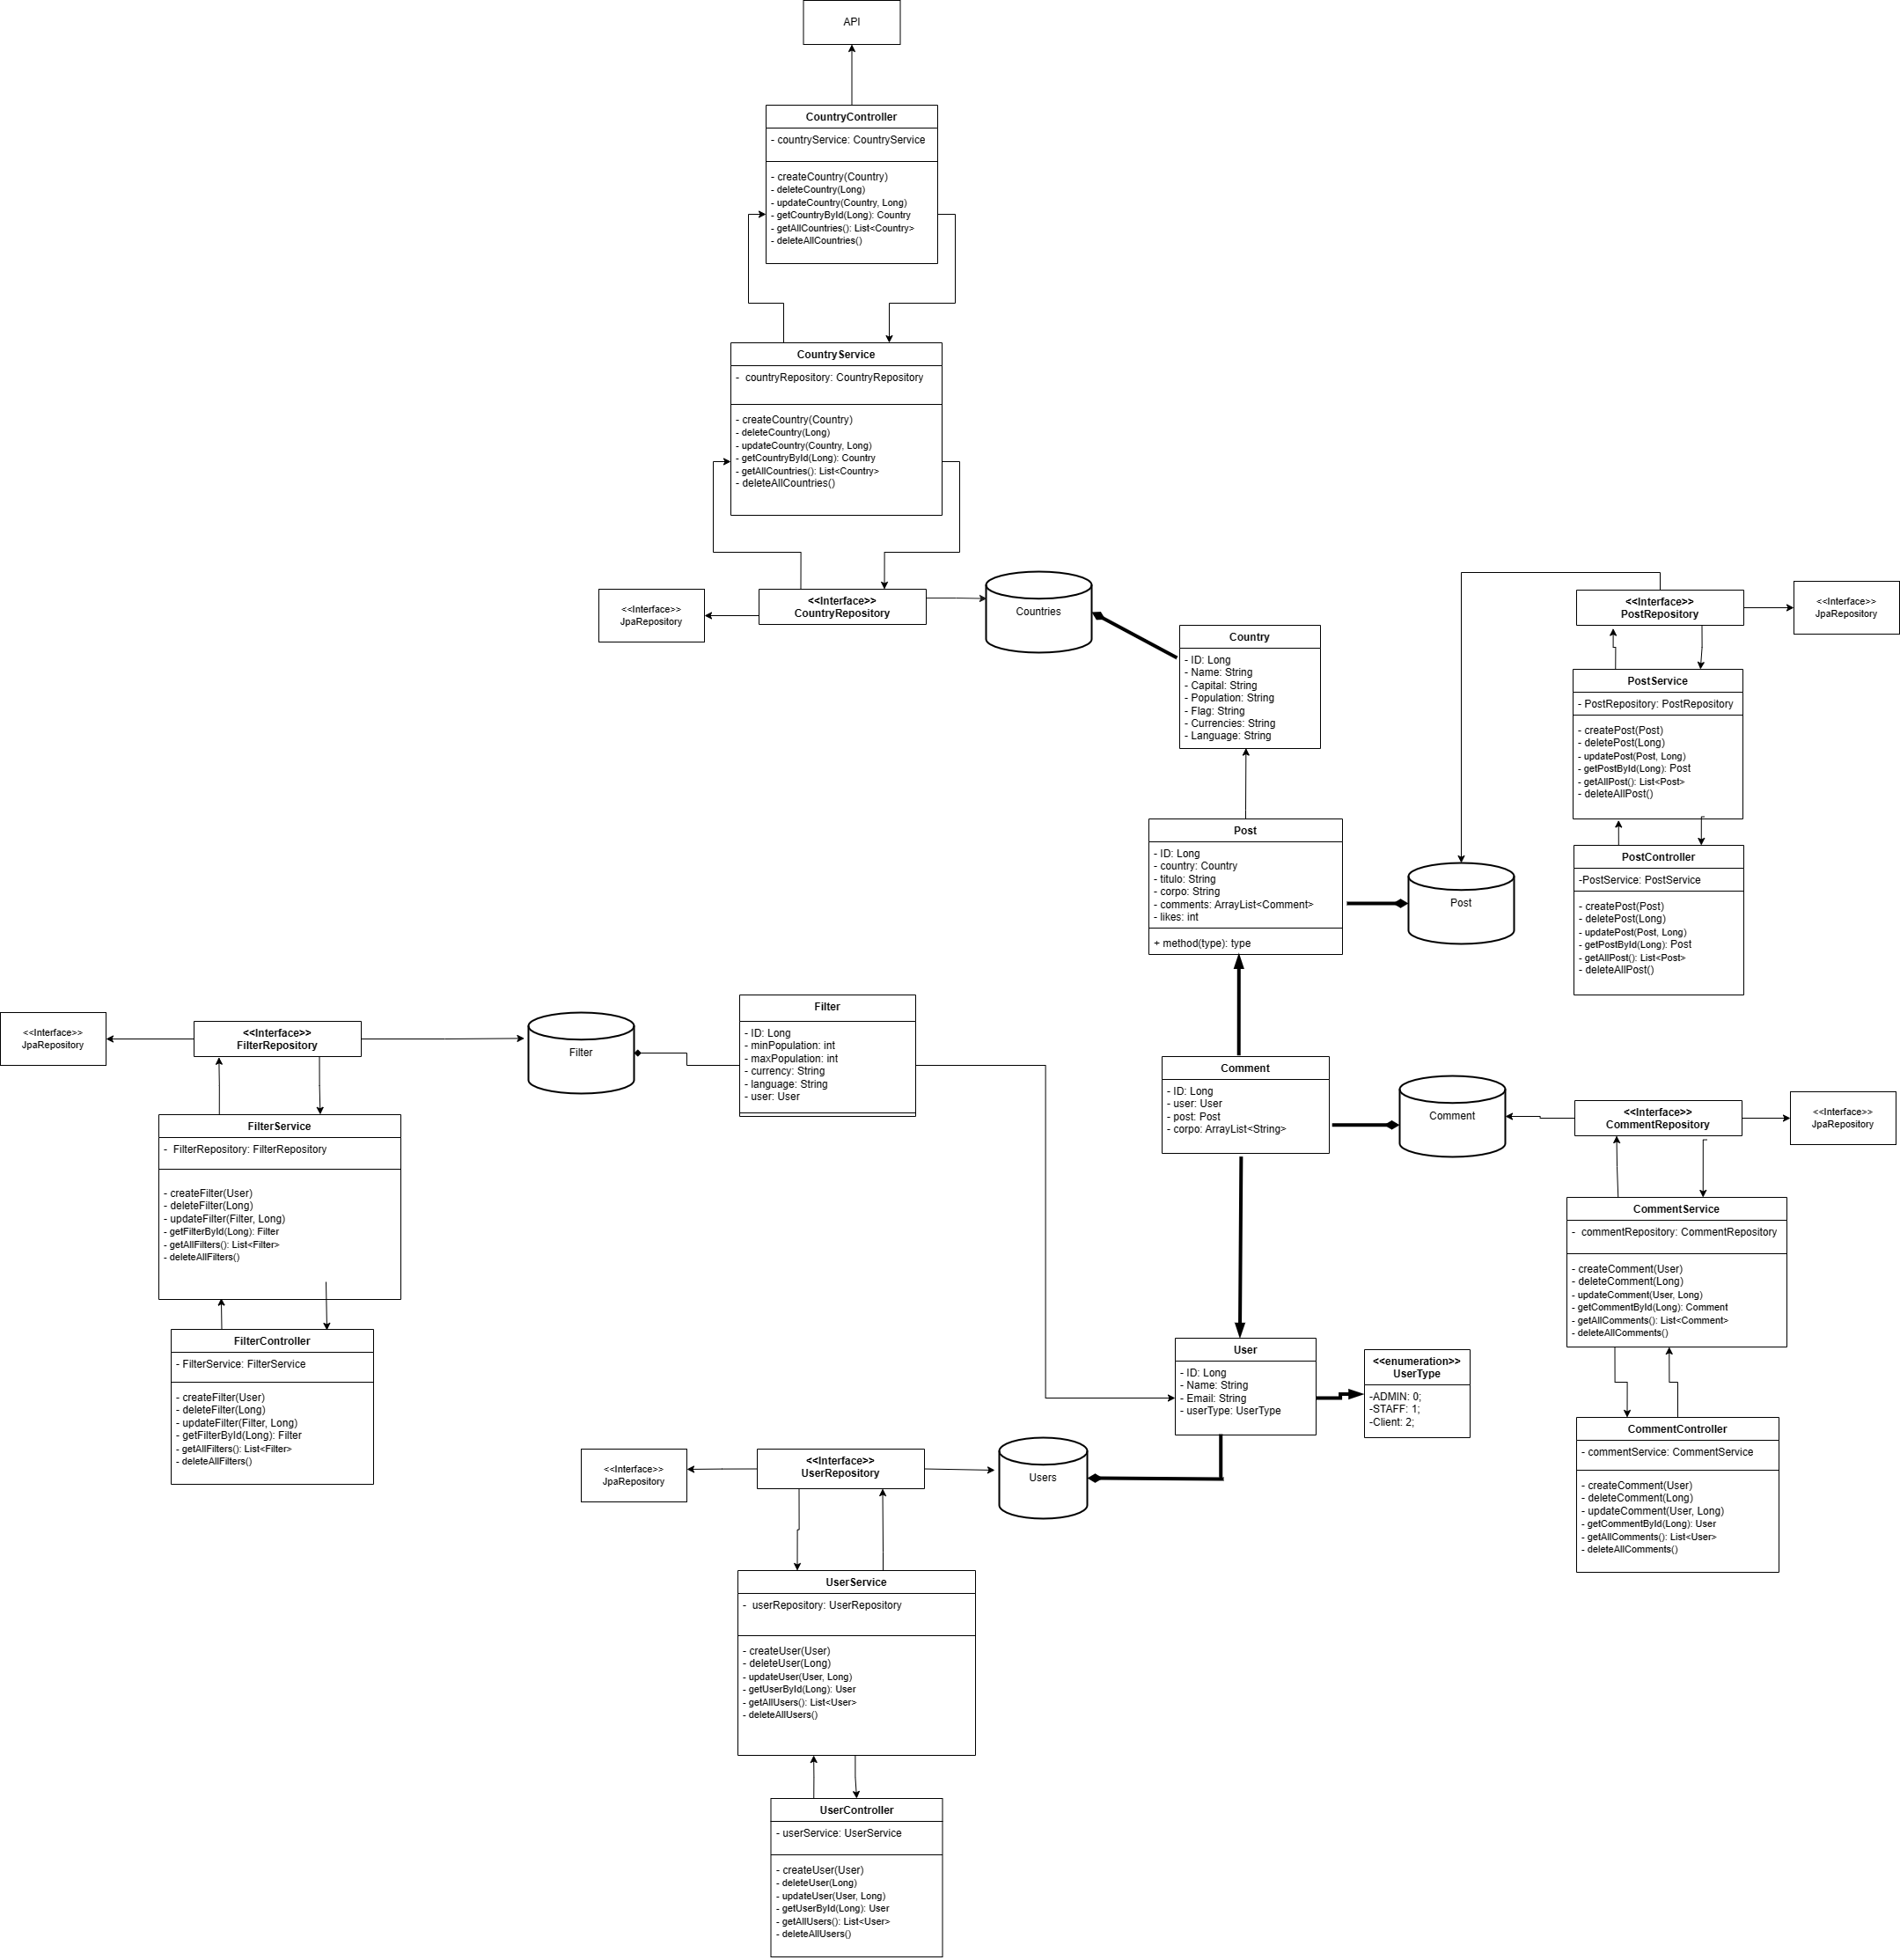 API
CountryController
- countryService: CountryService
- createCountry(Country)
- deleteCountry(Long)
- updateCountry(Country, Long)
- getCountryById(Long): Country
- getAllCountries(): List<Country>
- deleteAllCountries()
CountryService
- countryRepository: CountryRepository
- createCountry(Country)
- deleteCountry(Long)
- updateCountry(Country, Long)
- getCountryById(Long): Country
- getAllCountries(): List<Country>
- deleteAllCountries()
<<Interface>>
JpaRepository
<<Interface>>
CountryRepository
Countries
Country
- ID: Long
- Name: String
- Capital: String
- Population: String
- Flag: String
- Currencies: String
- Language: String
<<Interface>>
PostRepository
<<Interface>>
JpaRepository
PostService
- PostRepository: PostRepository
- createPost(Post)
- deletePost(Long)
- updatePost(Post, Long)
- getPostById(Long): Post
- getAllPost(): List<Post>
- deleteAllPost()
PostController
-PostService: PostService
- createPost(Post)
- deletePost(Long)
- updatePost(Post, Long)
- getPostById(Long): Post
- getAllPost(): List<Post>
- deleteAllPost()
Post
- ID: Long
- country: Country
- titulo: String
- corpo: String
- comments: ArrayList<Comment>
- likes: int
+ method(type): type
Post
<<Interface>>
JpaRepository
<<Interface>>
FilterRepository
Filter
Filter
- ID: Long
- minPopulation: int
- maxPopulation: int
- currency: String
- language: String
- user: User
FilterService
- FilterRepository: FilterRepository
- createFilter(User)
- deleteFilter(Long)
- updateFilter(Filter, Long)
- getFilterById(Long): Filter
- getAllFilters(): List<Filter>
- deleteAllFilters()
FilterController
- FilterService: FilterService
- createFilter(User)
- deleteFilter(Long)
- updateFilter(Filter, Long)
- getFilterById(Long): Filter
- getAllFilters(): List<Filter>
- deleteAllFilters()
Comment
- ID: Long
- user: User
- post: Post
- corpo: ArrayList<String>
Comment
<<Interface>>
CommentRepository
<<Interface>>
JpaRepository
CommentService
- commentRepository: CommentRepository
- createComment(User)
- deleteComment(Long)
- updateComment(User, Long)
- getCommentById(Long): Comment
- getAllComments(): List<Comment>
- deleteAllComments()
CommentController
- commentService: CommentService
- createComment(User)
- deleteComment(Long)
- updateComment(User, Long)
- getCommentById(Long): User
- getAllComments(): List<User>
- deleteAllComments()
User
- ID: Long
- Name: String
- Email: String
- userType: UserType
<<enumeration>>
UserType
-ADMIN: 0;
-STAFF: 1;
-Client: 2;
<<Interface>>
JpaRepository
<<Interface>>
UserRepository
Users
UserService
- userRepository: UserRepository
- createUser(User)
- deleteUser(Long)
- updateUser(User, Long)
- getUserById(Long): User
- getAllUsers(): List<User>
- deleteAllUsers()
UserController
- userService: UserService
- createUser(User)
- deleteUser(Long)
- updateUser(User, Long)
- getUserById(Long): User
- getAllUsers(): List<User>
- deleteAllUsers()